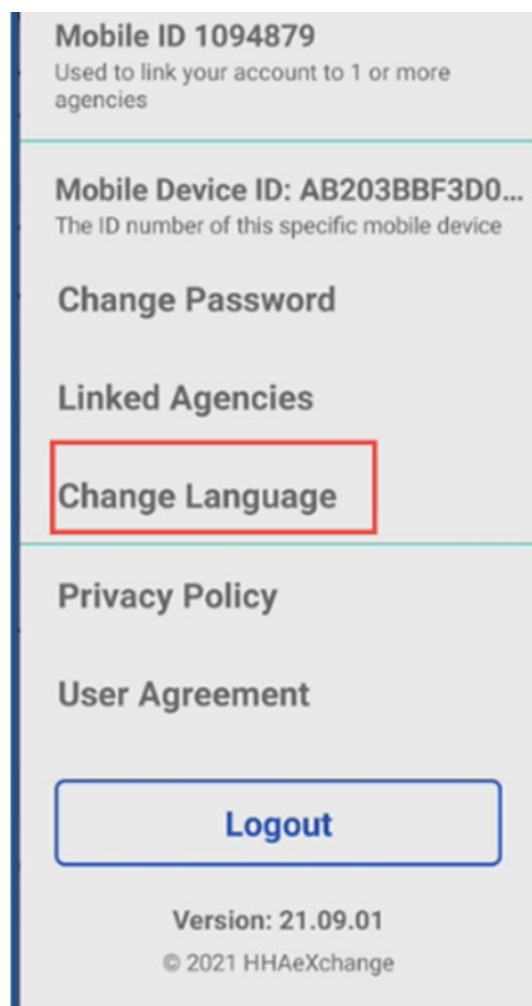 Mobile ID 1094879
Used to link your account to 1 or more
agencies
Mobile Device ID: AB203BBF3D0...
The ID number of this specific mobile device
Change Password
Linked Agencies
Change Language
Privacy Policy
User Agreement
Logout
Version: 21.09.01
© 2021 HHAeXchange